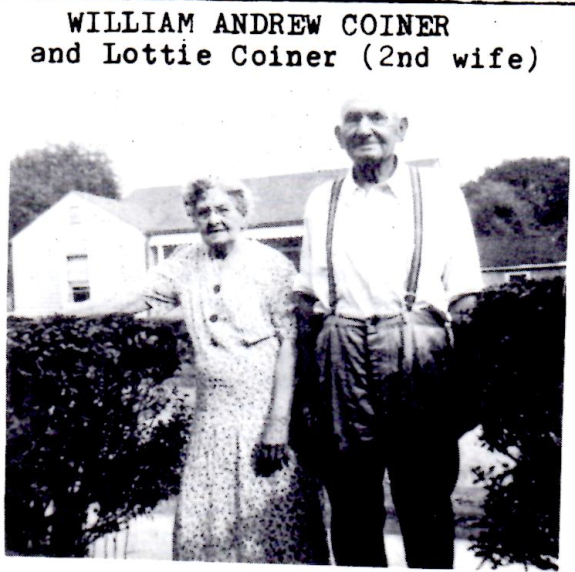 WILLIAM ANDREW COINER
and Lottie Coiner (2nd wife)